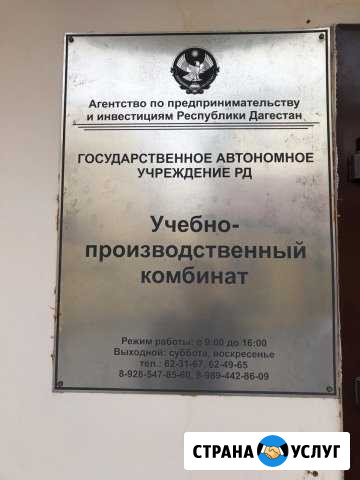 Агентство по предпринимательству
и инвестициям Республики Дагестан
ГОСУДАРСТВЕННОЕ АВТОНОМНОЕ
УЧРЕЖДЕНИЕ РД
Учебно-
производственный
комбинат
Режим работы: с 9:00 до 16:00
Выходной: суббота, воскресенье
тел.: 62-31-67, 62-49-65
8-928-547-85-60, 8-989-442-86-09
СТРАНА УСЛУГ